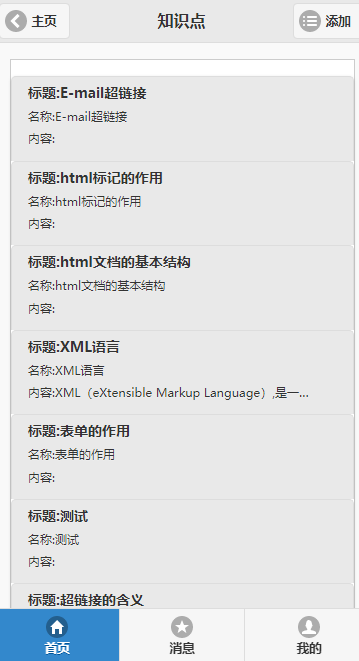 主页
知识点
添加
标题:E-mail超链接
名称:E-mail超链接
内容:
标题:html标记的作用
名称:html标记的作用
内容:
标题:html文档的基本结构
名称:html文档的基本结构
内容:
标题:XML语言
名称:XML语言
内容:XML（eXtensible Markup Language）,是一...
标题:表单的作用
名称:表单的作用
内容:
标题:测试
名称:测试
内容:
标题:超链接的含义
首页
消息
我的